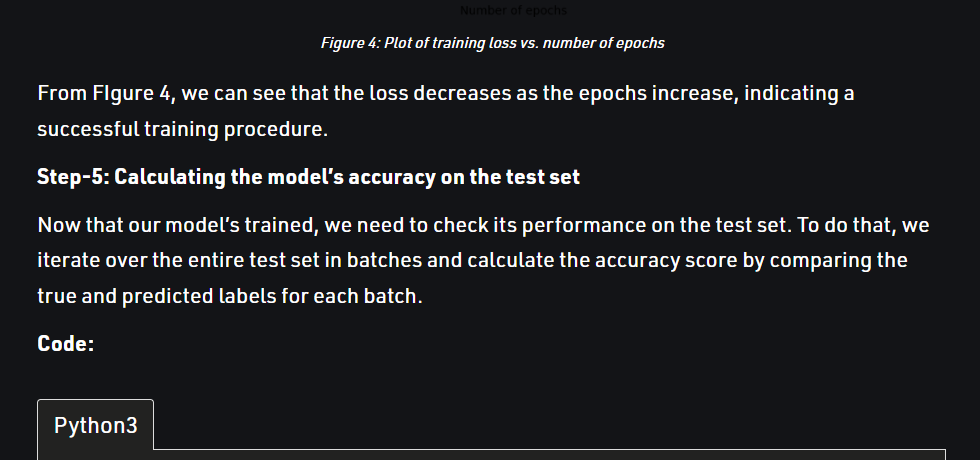 Number of epochs
Figure 4: Plot of training loss vs. number of epochs
From FIgure 4, we can see that the loss decreases as the epochs increase, indicating a
successful training procedure.
Step-5: Calculating the model’s accuracy on the test set
Now that our model’s trained, we need to check its performance on the test set. To do that, we
iterate over the entire test set in batches and calculate the accuracy score by comparing the
true and predicted labels for each batch.
Code:
Python3